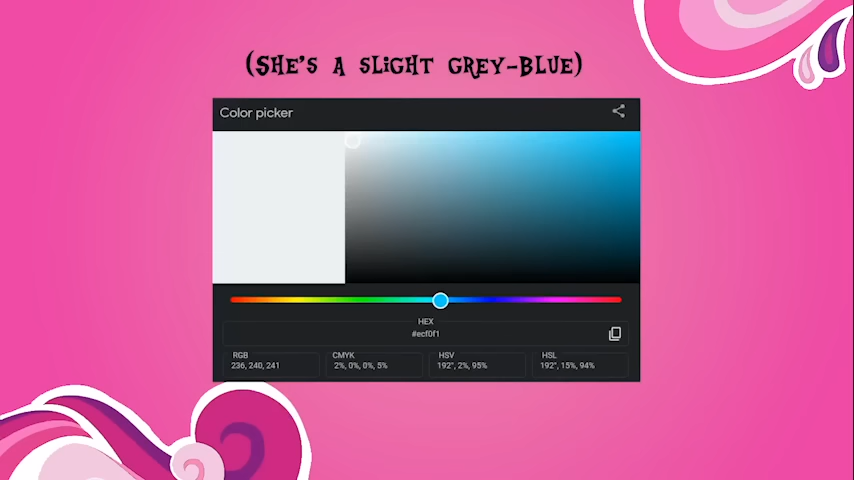 (SHE'S A SLIGHT GREY-BLUE)
Color picker
HEX
#ecf0f1
RGB
236, 240, 241
CMYK
2%, 0%, 0%, 5%
HSV
192°, 2%, 95%
HSL
192°, 15%, 94%